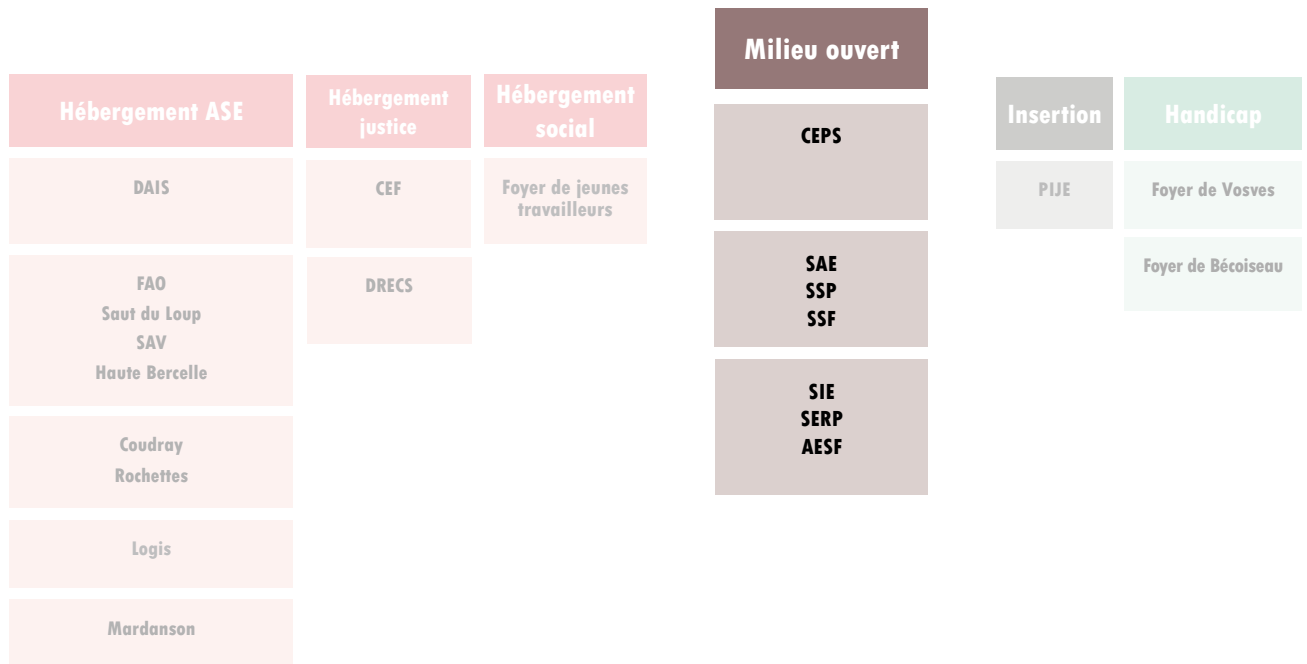 Hébergement ASE
DAIS
FAO
Saut du Loup
SAV
Haute Bercelle
Coudray
Rochettes
Logis
Mardanson
Hébergement
justice
CEF
DRECS
Hébergement
social
Foyer de jeunes
travailleurs
Milieu ouvert
CEPS
SAE
SSP
SSF
SIE
SERP
AESF
Insertion
PIJE
Handicap
Foyer de Vosves
Foyer de Bécoiseau